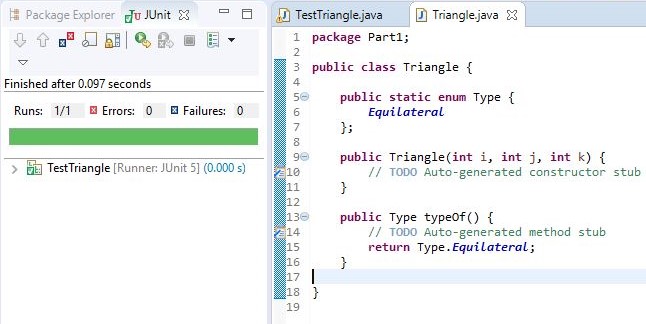 Package Explorer JUnit
Finished after 0.097 seconds
Runs: 1/1 Errors: 0 Failures: 0
TestTriangle [Runner: JUnit 5] (0.000 s)
TestTriangle.java Triangle.java
1 package Part1;
2
3 public class Triangle {
4
5 public static enum Type {
6 Equilateral
7 };
8
9 public Triangle(int i, int j, int k) {
10 // TODO Auto-generated constructor stub
11 }
12
13 public Type typeOf() {
14 // TODO Auto-generated method stub
15 return Type.Equilateral;
16 }
17
18 }
19